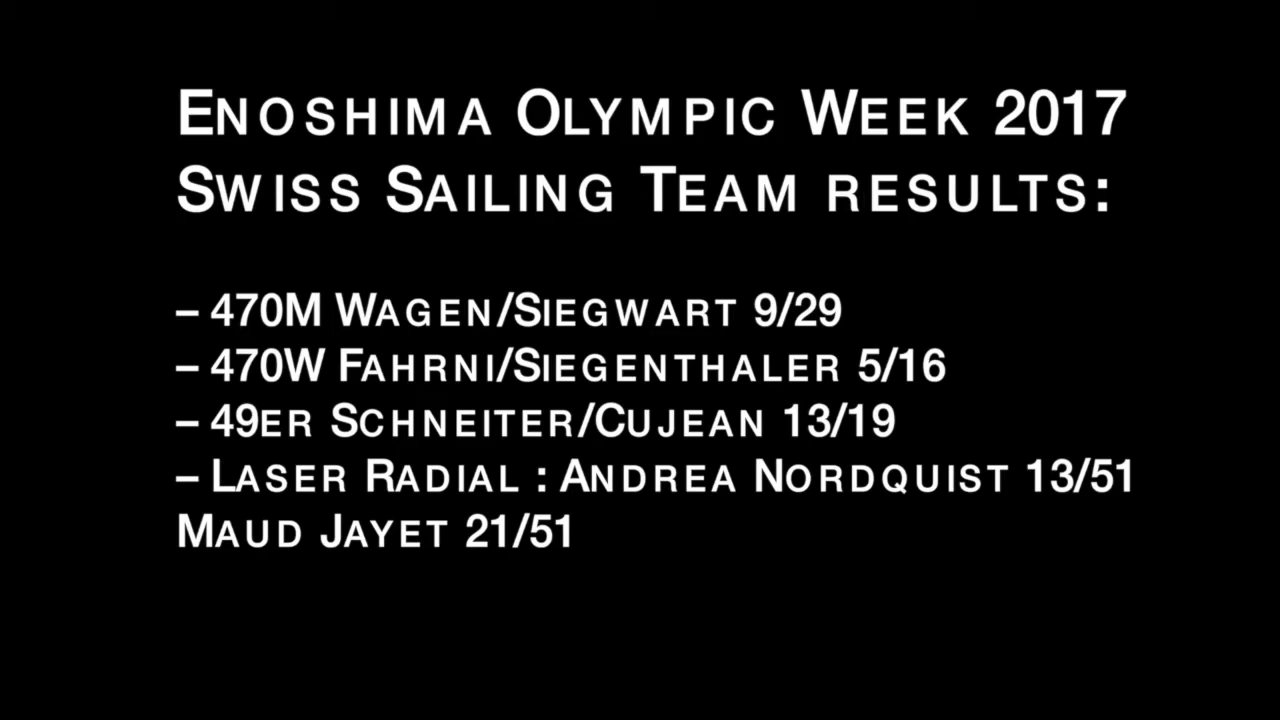 Enoshima Olympic Week 2017
Swiss Sailing Team results:
– 470M Wagen/Siegwart 9/29
– 470W Fahrni/Siegenthaler 5/16
– 49er Schneiter/Cujean 13/19
– Laser Radial : Andrea Nordquist 13/51
Maud Jayet 21/51